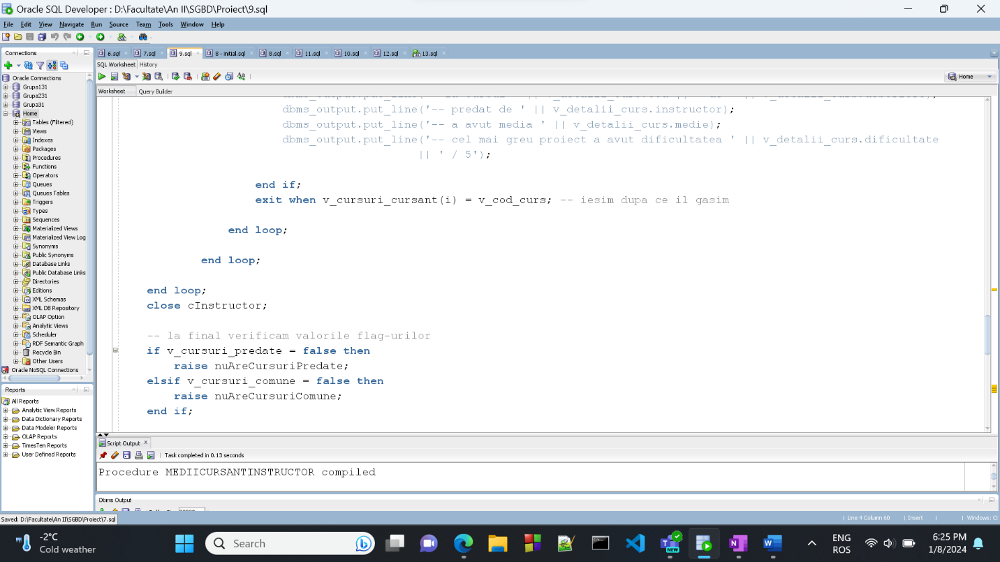 Oracle SQL Developer : D:\Facultate\An II\SGBD\Proiect\9.sql
File Edit View Navigate Run Source Team Tools Window Help
Connections
6.sql 7.sql 9.sql 8 - initial.sql 8.sql 11.sql 10.sql 12.sql 13.sql
SQL Worksheet History
Home
Worksheet Query Builder
Oracle Connections
Grupa131
Grupa231
Grupa31
Home
Tables (Filtered)
Views
Indexes
Packages
Procedures
Functions
Operators
Queues
Queues Tables
Triggers
Types
Sequences
Materialized Views
Materialized View Log
Synonyms
Public Synonyms
Database Links
Public Database Links
Directories
Editions
XML Schemas
XML DB Repository
OLAP Option
Analytic Views
Scheduler
RDF Semantic Graph
Recycle Bin
Other Users
Oracle NoSQL Connections
Reports
All Reports
Analytic View Reports
Data Dictionary Reports
Data Modeler Reports
OLAP Reports
TimesTen Reports
User Defined Reports
dbms_output.put_line('-- predat de ' || v_detalii_curs.instructor);
dbms_output.put_line('-- a avut media ' || v_detalii_curs.medie);
dbms_output.put_line('-- cel mai greu proiect a avut dificultatea ' || v_detalii_curs.dificultate
|| ' / 5');
end if;
exit when v_cursuri_cursant(i) = v_cod_curs; -- iesim dupa ce il gasim
end loop;
end loop;
end loop;
close cInstructor;
-- la final verificam valorile flag-urilor
if v_cursuri_predate = false then
raise nuAreCursuriPredate;
elsif v_cursuri_comune = false then
raise nuAreCursuriComune;
end if;
Script Output
Task completed in 0.13 seconds
Procedure MEDIICURSANTINSTRUCTOR compiled
Dbms Output
Saved: D:\Facultate\An II\SGBD\Proiect\7.sql
Line 4 Column 60 Insert Windows: Cl
-2°C
Cold weather
Search
NEW
ENG
ROS
6:25 PM
1/8/2024